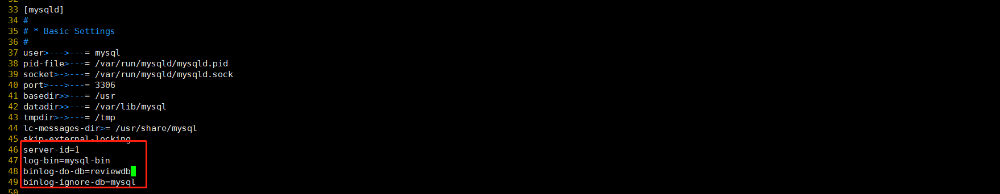 33 [mysqld]
34 #
35 # * Basic Settings
36 #
37 user>--->---= mysql
38 pid-file>---= /var/run/mysqld/mysqld.pid
39 socket>->---= /var/run/mysqld/mysqld.sock
40 port>--->---= 3306
41 basedir>>---= /usr
42 datadir>>---= /var/lib/mysql
43 tmpdir>->---= /tmp
44 lc-messages-dir>= /usr/share/mysql
45 skip-external-locking
46 server-id=1
47 log-bin=mysql-bin
48 binlog-do-db=reviewdb
49 binlog-ignore-db=mysql
50